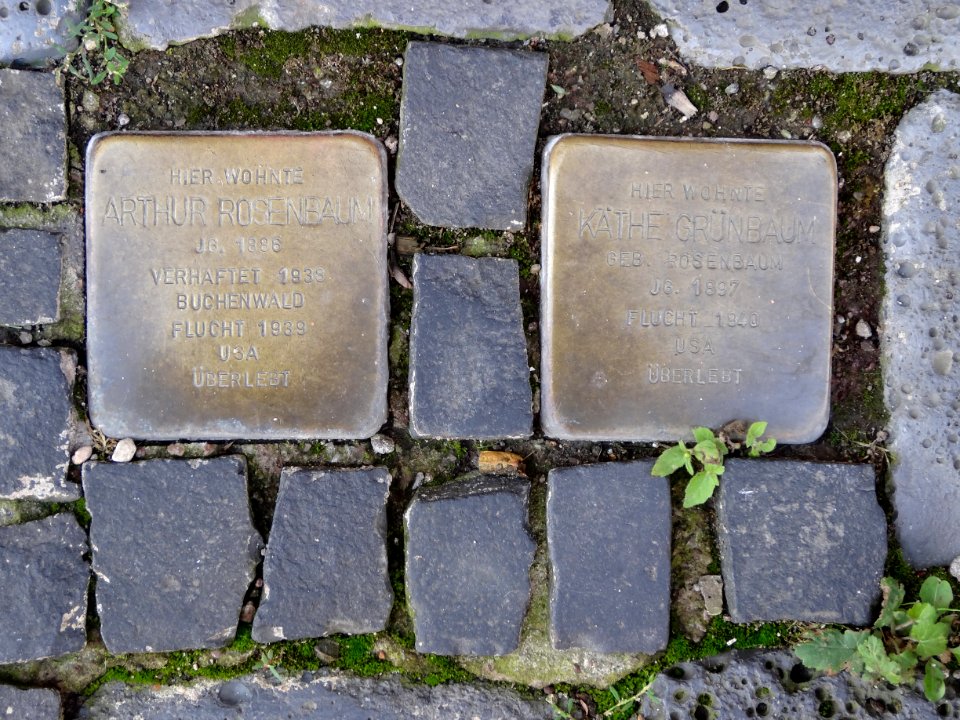 HIER WOHNTE
ARTHUR ROSENBAUM
JG. 1886
VERHAFTET 1938
BUCHENWALD
FLUCHT 1939
USA
ÜBERLEBT
HIER WOHNTE
KÄTHE GRÜNBAUM
GEB. ROSENBAUM
JG. 1897
FLUCHT 1940
USA
ÜBERLEBT